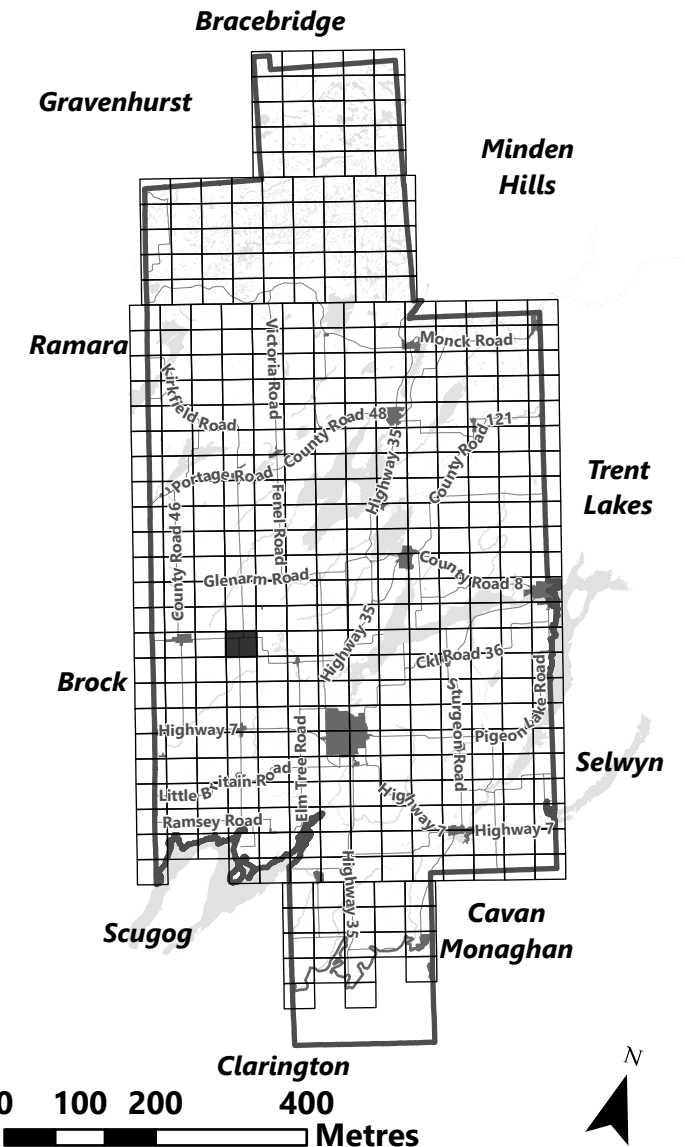 Bracebridge
Gravenhurst
Minden
Hills
Ramara
Victoria Road
Monck Road
Kirkfield Road
County Road 48
121
County Road
Highway 35
Portage Road
Trent
Lakes
Fenel Road
County Road 46
Glenarm Road
County Road 8
Highway 35
Ckl Road 36
Brock
Sturgeon Road
Pigeon Lake Road
Highway 7
Elm Tree Road
Selwyn
Little Britain Road
Highway 7
Ramsey Road
Highway 7
Highway 35
Scugog
Cavan
Monaghan
Clarington
N
0 100 200 400
Metres